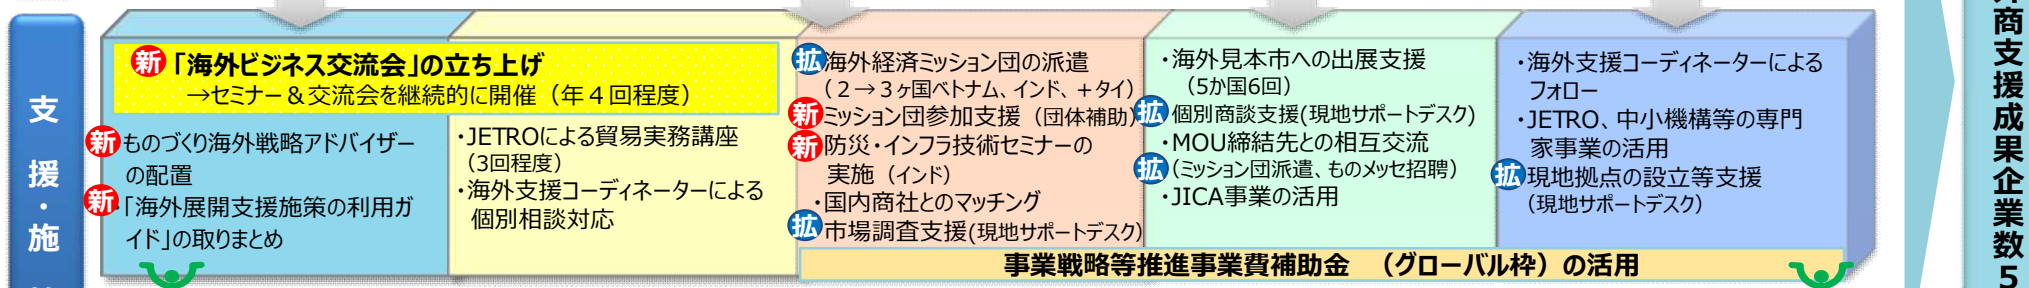 支
援
・
施
新「海外ビジネス交流会」の立ち上げ
→セミナー&交流会を継続的に開催（年４回程度）
新ものづくり海外戦略アドバイザー
の配置
新・「海外展開支援施策の利用ガ
イド」の取りまとめ
・JETROによる貿易実務講座
(3回程度)
・海外支援コーディネーターによる
個別相談対応
拡海外経済ミッション団の派遣
（２→３ヶ国ベトナム、インド、＋タイ）
新ミッション団参加支援（団体補助）
新防災・インフラ技術セミナーの
実施（インド）
・国内商社とのマッチング
拡市場調査支援(現地サポートデスク)
・海外見本市への出展支援
（5か国6回）
拡個別商談支援(現地サポートデスク)
・MOU締結先との相互交流
拡（ミッション団派遣、ものメッセ招聘）
・JICA事業の活用
・海外支援コーディネーターによる
フォロー
・JETRO、中小機構等の専門
家事業の活用
拡現地拠点の設立等支援
（現地サポートデスク）
事業戦略等推進事業費補助金　（グローバル枠）の活用
商支援成果企業数５